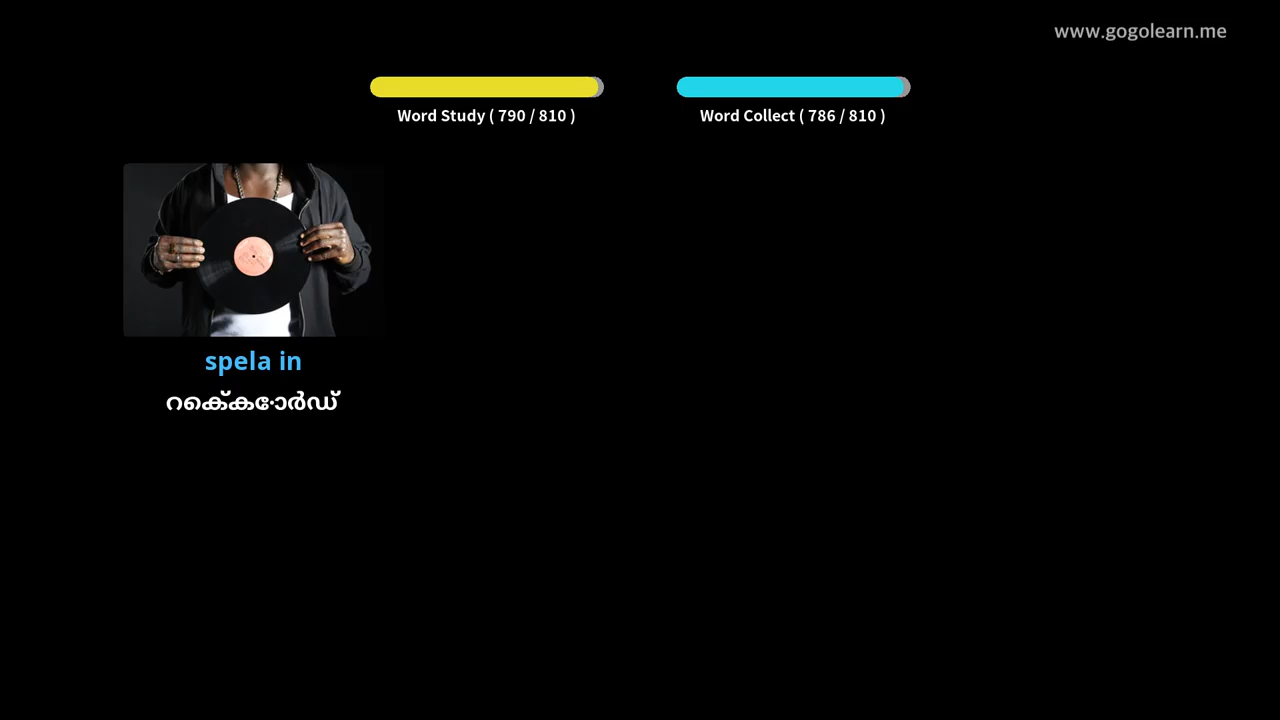 www.gogolearn.me
Word Study ( 790 / 810 )
Word Collect ( 786 / 810 )
spela in
റെക്കോർഡ്